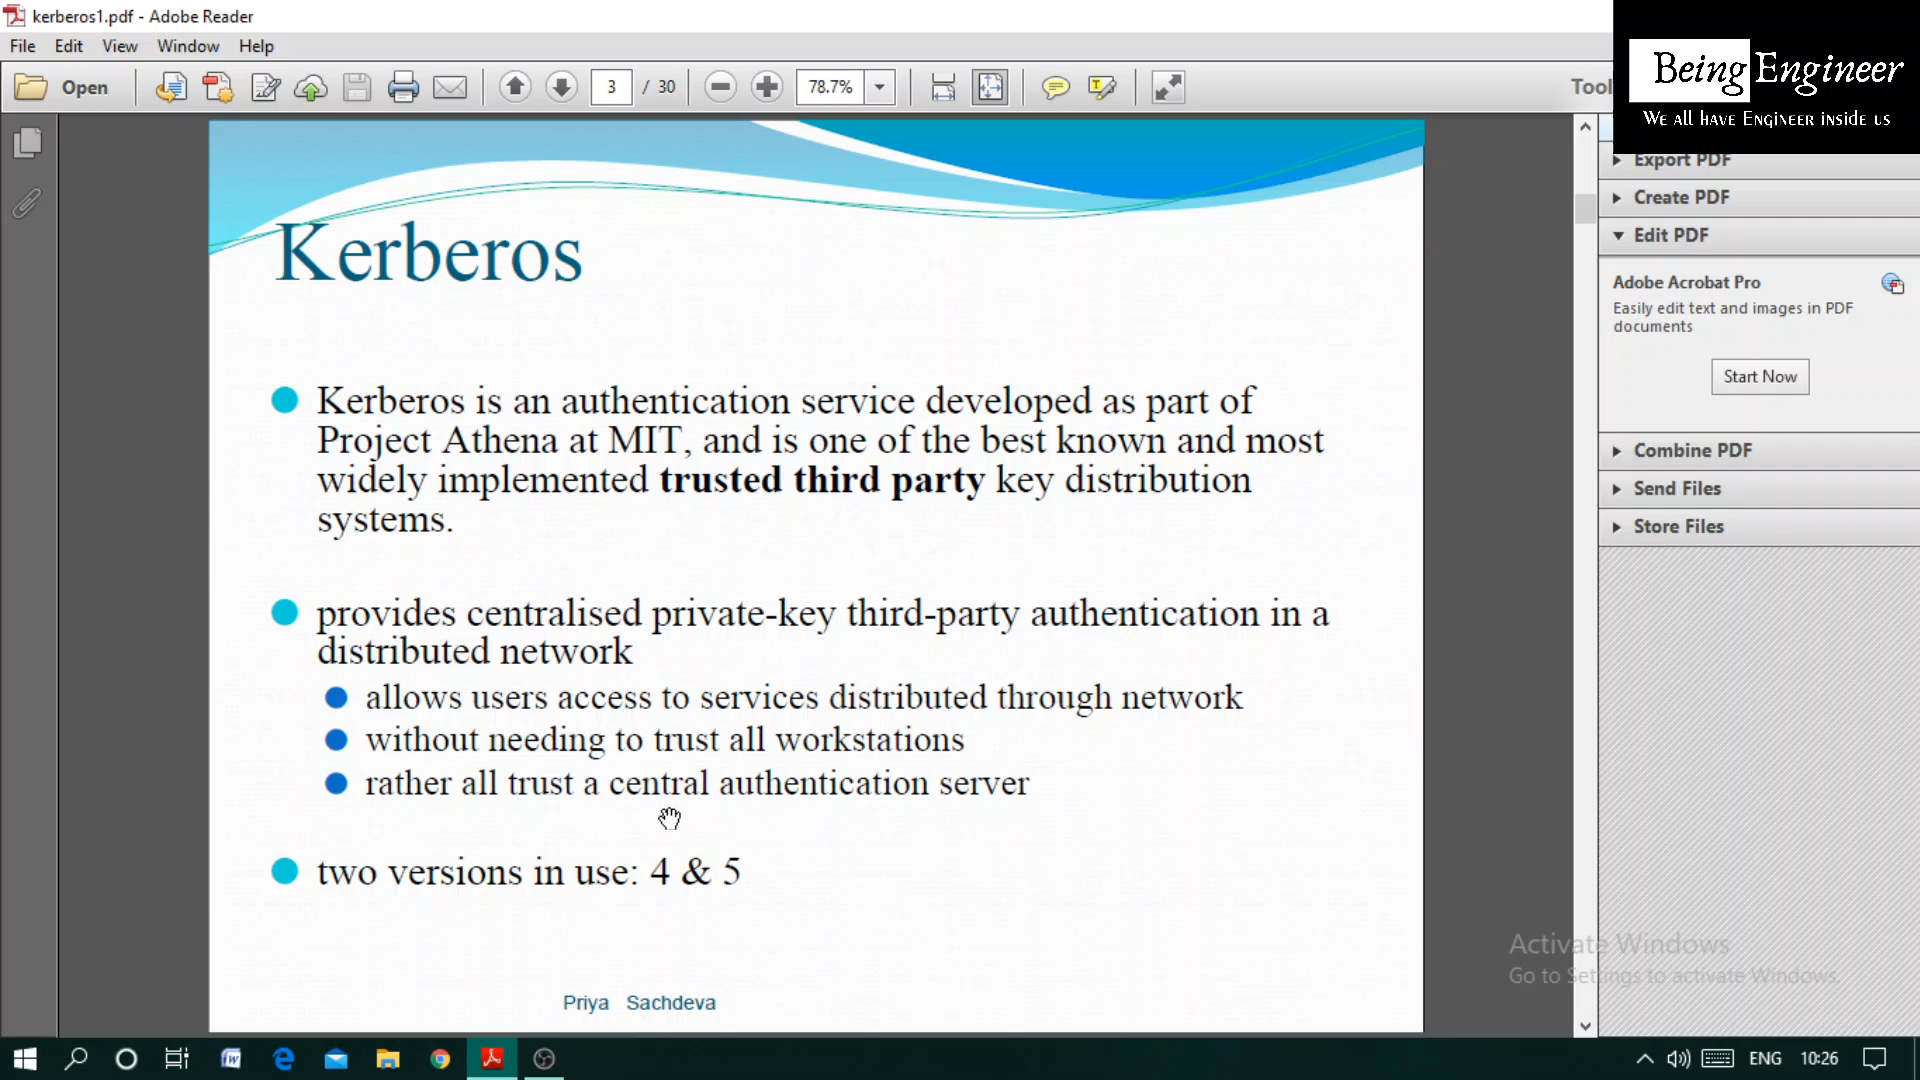 kerberos1.pdf - Adobe Reader
File Edit View Window Help
Open 3 / 30 78.7% Tool
Being Engineer
We all have Engineer inside us
Export PDF
Create PDF
Edit PDF
Adobe Acrobat Pro
Easily edit text and images in PDF
documents
Start Now
Combine PDF
Send Files
Store Files
Kerberos
Kerberos is an authentication service developed as part of
Project Athena at MIT, and is one of the best known and most
widely implemented trusted third party key distribution
systems.
provides centralised private-key third-party authentication in a
distributed network
allows users access to services distributed through network
without needing to trust all workstations
rather all trust a central authentication server
two versions in use: 4 & 5
Priya Sachdeva
Activate Windows
Go to Settings to activate Windows.
ENG 10:26